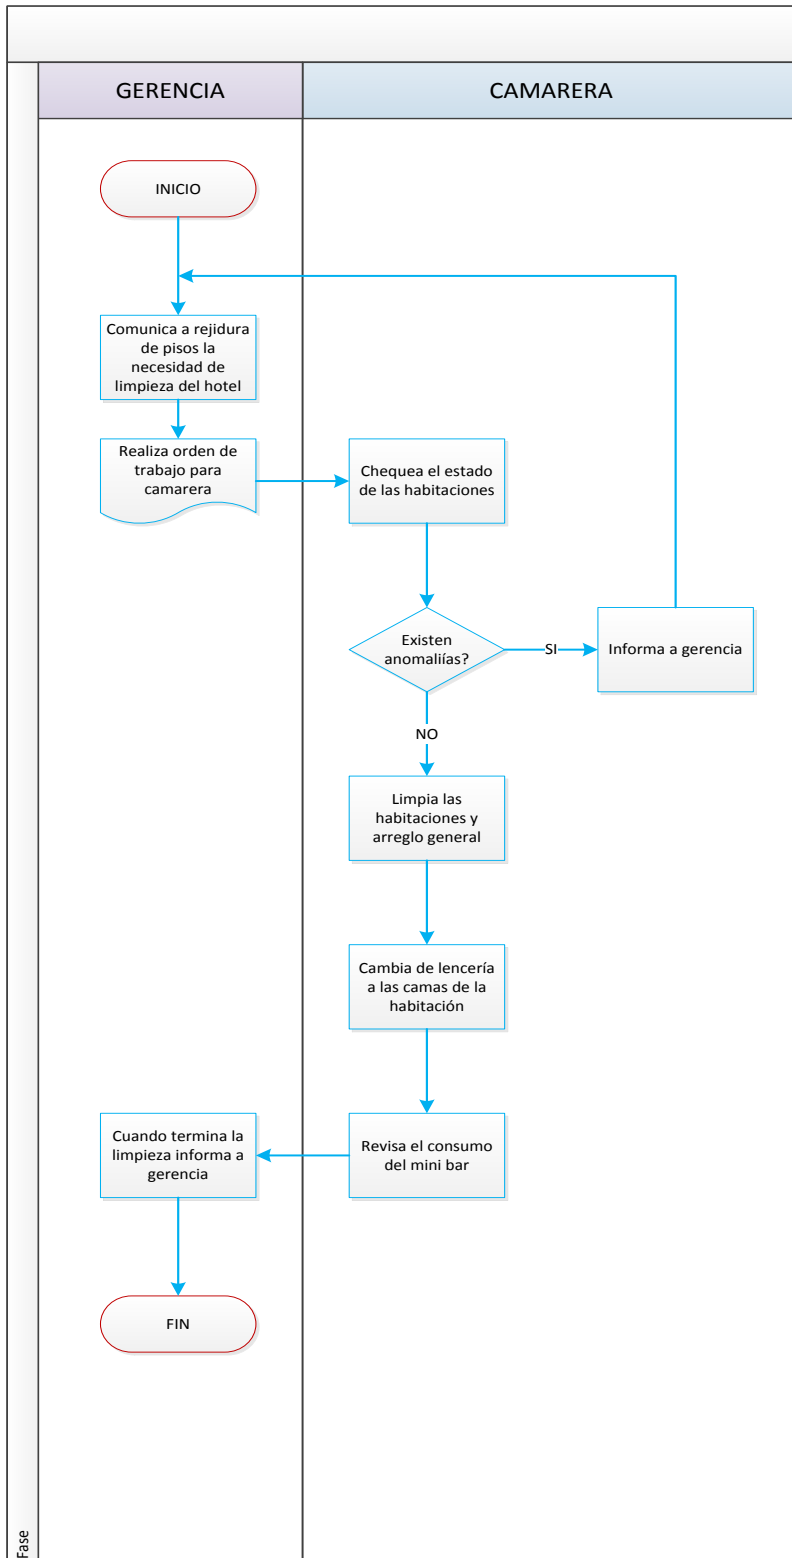 GERENCIA
CAMARERA
INICIO
Comunica a rejidura
de pisos la
necesidad de
limpieza del hotel
Realiza orden de
trabajo para
camarera
Chequea el estado
de las habitaciones
Existen
anomaliías?
SI
Informa a gerencia
NO
Limpia las
habitaciones y
arreglo general
Cambia de lencería
a las camas de la
habitación
Revisa el consumo
del mini bar
Cuando termina la
limpieza informa a
gerencia
FIN
Fase